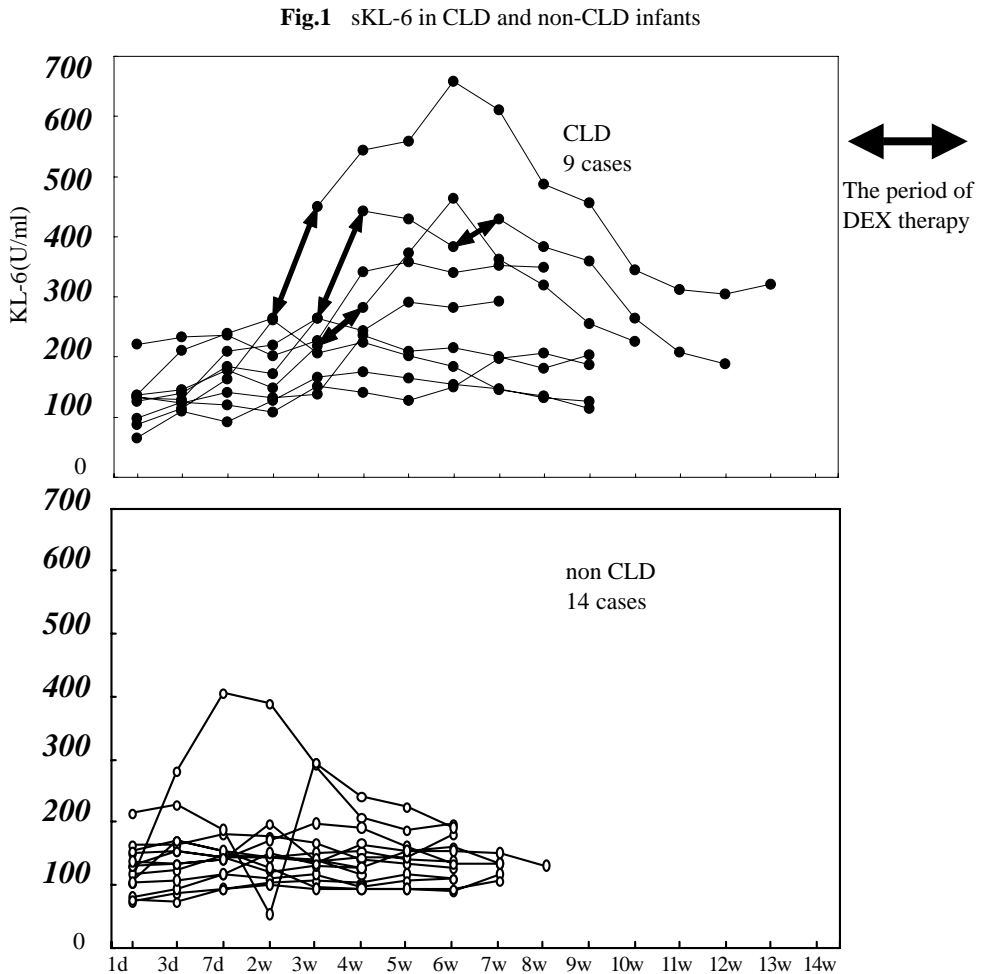 Fig.1 sKL-6 in CLD and non-CLD infants
700
600
500
400
300
200
100
0
KL-6(U/ml)
CLD
9 cases
The period of
DEX therapy
700
600
500
400
300
200
100
0
non CLD
14 cases
1d 3d 7d 2w 3w 4w 5w 6w 7w 8w 9w 10w 11w 12w 13w 14w